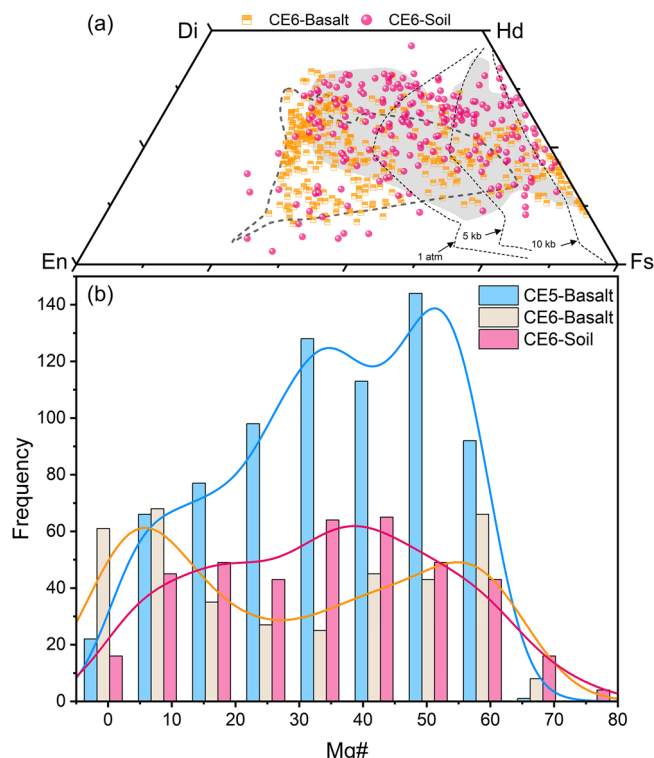 (a)
CE6-Basalt CE6-Soil
Di Hd
5 kb
10 kb
1 atm
En Fs
(b)
CE5-Basalt
CE6-Basalt
CE6-Soil
140
120
100
80
60
40
20
0
Frequency
0 10 20 30 40 50 60 70 80
Mg#